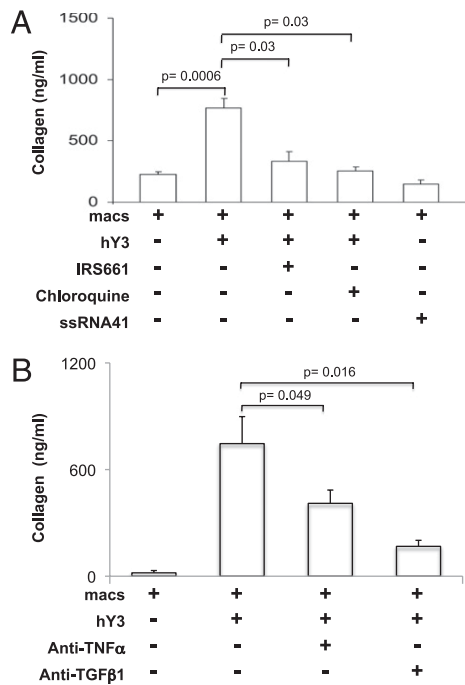 A
Collagen (ng/ml)
1500
1000
500
0
p= 0.0006
p= 0.03
p= 0.03
macs + + + + +
hY3 - + + + -
IRS661 - - + - -
Chloroquine - - - + -
ssRNA41 - - - - +
B
Collagen (ng/ml)
1200
600
0
p= 0.016
p= 0.049
macs + + + +
hY3 - + + +
Anti-TNFα - - + -
Anti-TGFβ1 - - - +